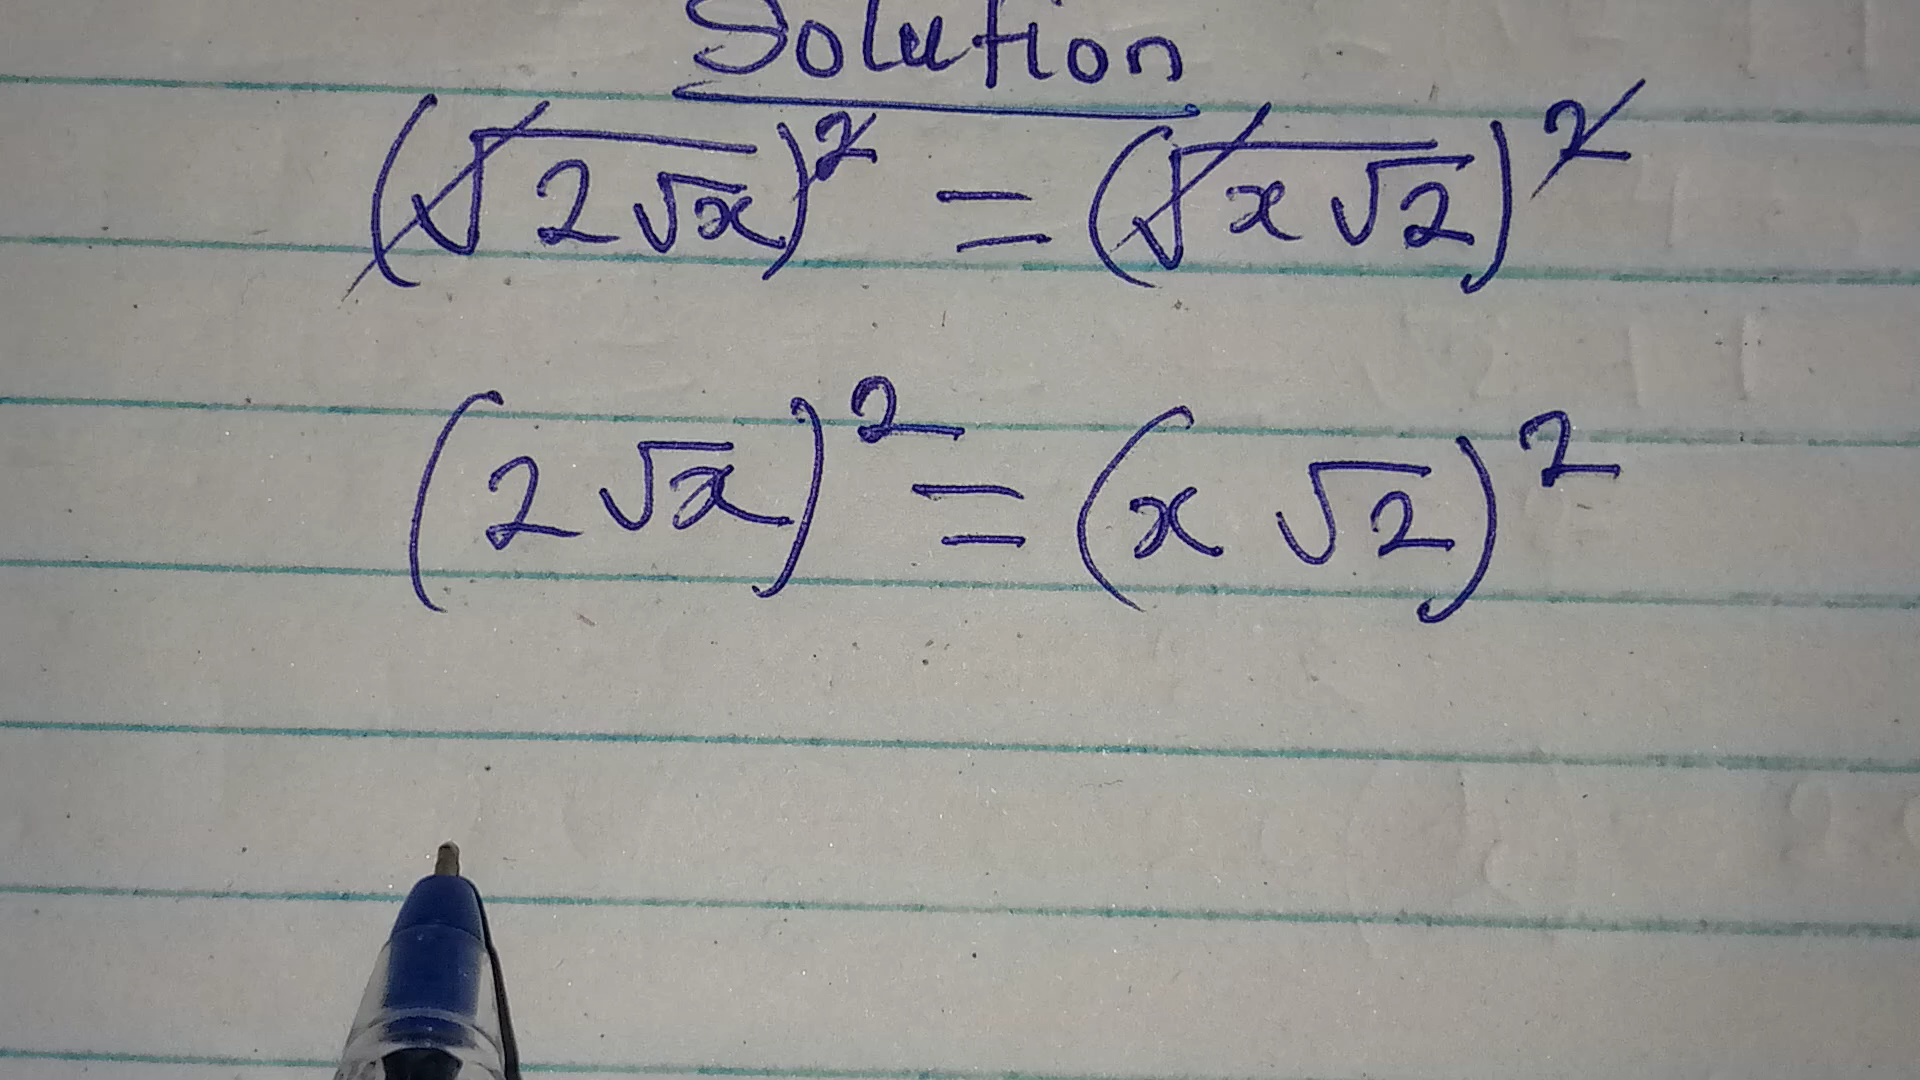 Solution
(√(2√x))² = (√(x√2))²
(2√x)² = (x√2)²